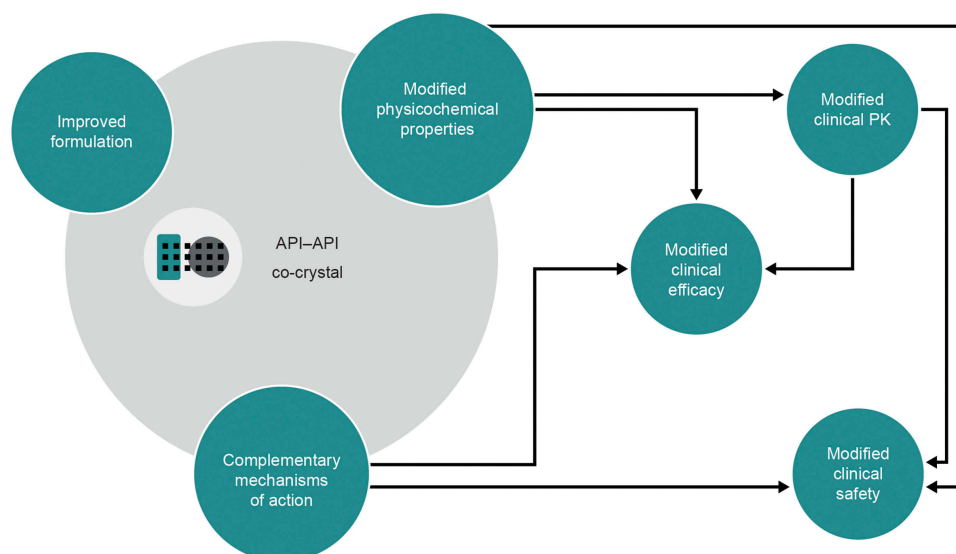 Improved
formulation
Modified
physicochemical
properties
Modified
clinical PK
API–API
co-crystal
Modified
clinical
efficacy
Complementary
mechanisms
of action
Modified
clinical
safety